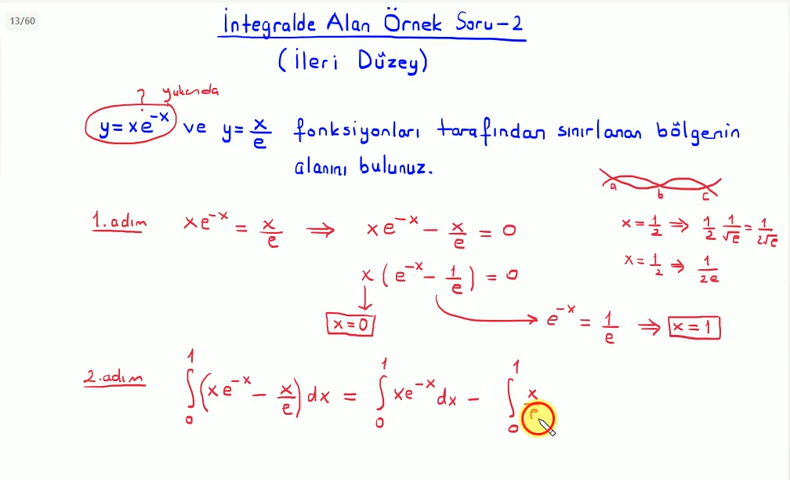 13/60
İntegralde Alan Örnek Soru-2
(İleri Düzey)
? yukarıda
y=xe^-x ve y=x/e fonksiyonları tarafından sınırlanan bölgenin
alanını bulunuz.
a b c
1.adım xe^-x = x/e ⇒ xe^-x - x/e = 0
x=1/2 ⇒ 1/2 1/√e = 1/2√e
x(e^-x - 1/e) = 0
x=1/2 ⇒ 1/2e
x=0
e^-x = 1/e ⇒ x=1
2.adım ∫₀¹(xe^-x - x/e)dx = ∫₀¹ xe^-x dx - ∫₀¹ x/e